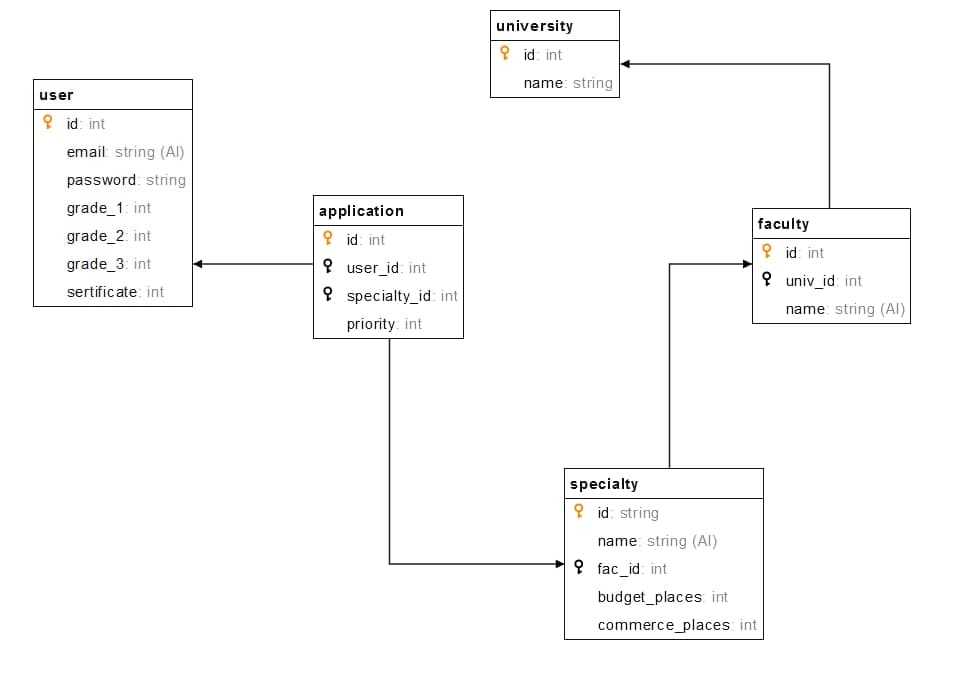 university
id: int
name: string
user
id: int
email: string (AI)
password: string
grade_1: int
grade_2: int
grade_3: int
sertificate: int
application
id: int
user_id: int
specialty_id: int
priority: int
faculty
id: int
univ_id: int
name: string (AI)
specialty
id: string
name: string (AI)
fac_id: int
budget_places: int
commerce_places: int